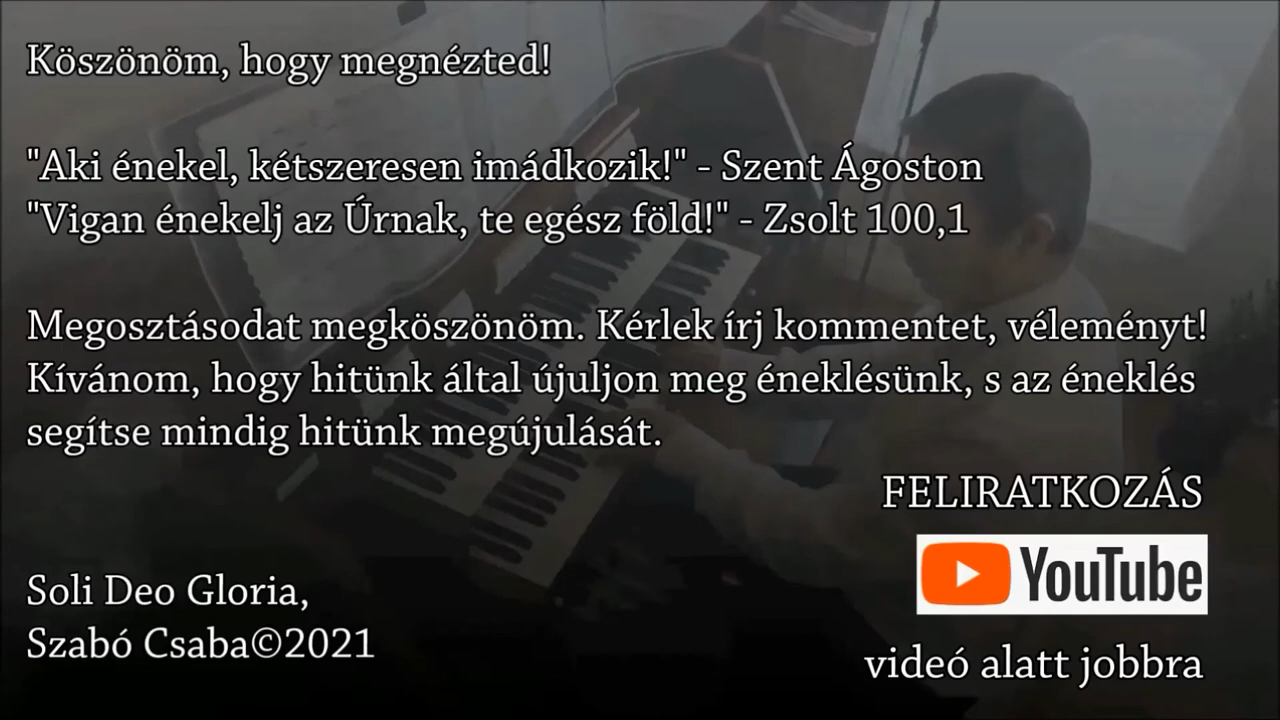 Köszönöm, hogy megnézted!
"Aki énekel, kétszeresen imádkozik!" - Szent Ágoston
"Vigan énekelj az Úrnak, te egész föld!" - Zsolt 100,1
Megosztásodat megköszönöm. Kérlek írj kommentet, véleményt!
Kívánom, hogy hitünk által újuljon meg éneklésünk, s az éneklés
segítse mindig hitünk megújulását.
FELIRATKOZÁS
YouTube
videó alatt jobbra
Soli Deo Gloria,
Szabó Csaba©2021